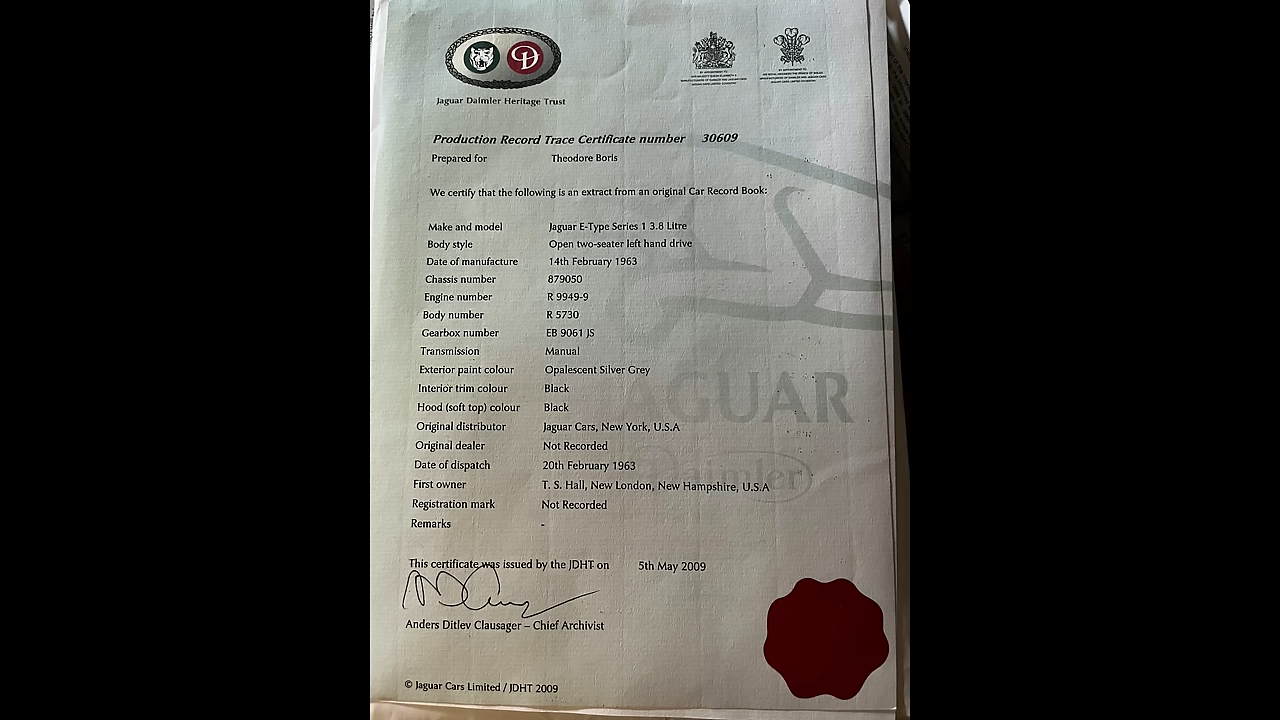 Jaguar Daimler Heritage Trust
Production Record Trace Certificate number 30609
Prepared for Theodore Boris
We certify that the following is an extract from an original Car Record Book:
Make and model Jaguar E-Type Series 1 3.8 Litre
Body style Open two-seater left hand drive
Date of manufacture 14th February 1963
Chassis number 879050
Engine number R 9949-9
Body number R 5730
Gearbox number EB 9061 JS
Transmission Manual
Exterior paint colour Opalescent Silver Grey
Interior trim colour Black
Hood (soft top) colour Black
JAGUAR
Original distributor Jaguar Cars, New York, U.S.A
Original dealer Not Recorded
Date of dispatch 20th February 1963
Daimler
First owner T. S. Hall, New London, New Hampshire, U.S.A
Registration mark Not Recorded
Remarks -
This certificate was issued by the JDHT on 5th May 2009
Anders Ditlev Clausager – Chief Archivist
© Jaguar Cars Limited / JDHT 2009